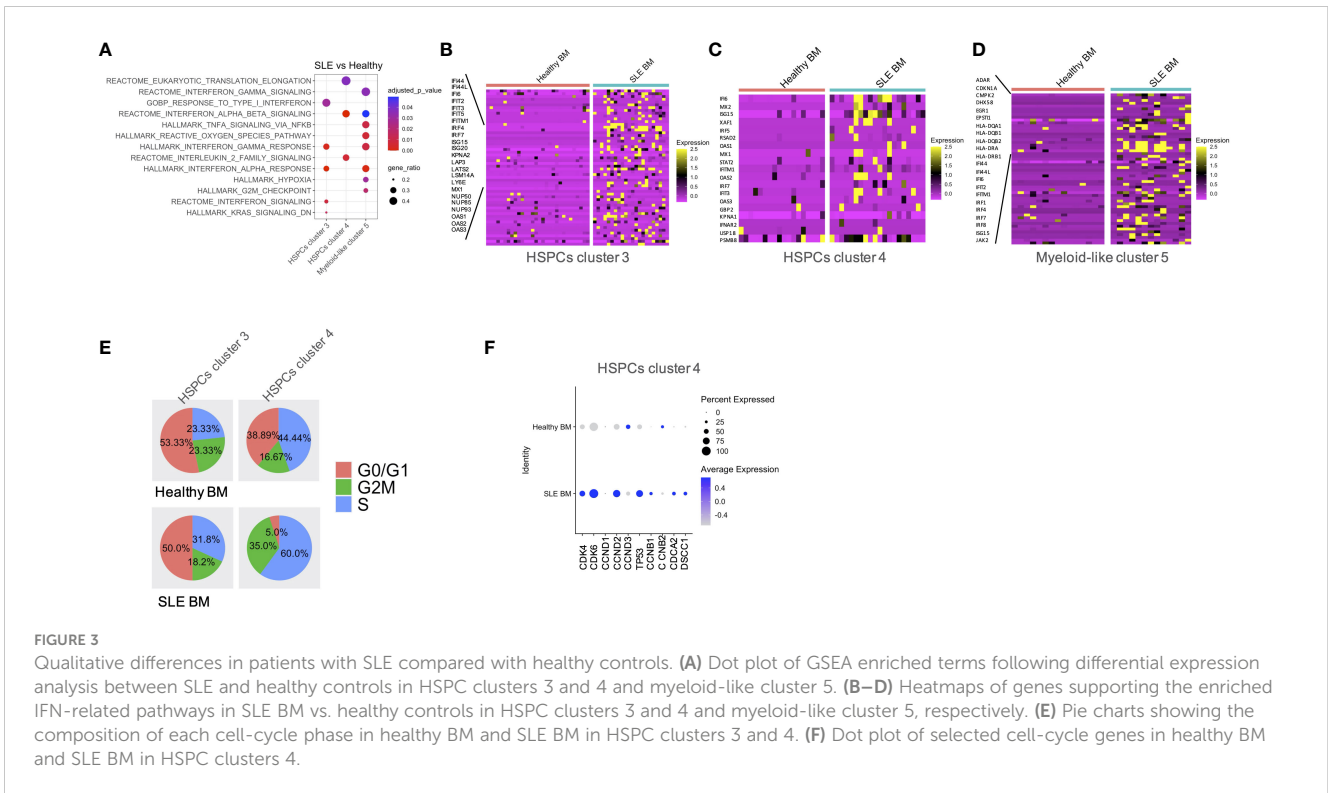 A
SLE vs Healthy
REACTOME_EUKARYOTIC_TRANSLATION_ELONGATION
REACTOME_INTERFERON_GAMMA_SIGNALING
GOBP_RESPONSE_TO_TYPE_I_INTERFERON
REACTOME_INTERFERON_ALPHA_BETA_SIGNALING
HALLMARK_TNFA_SIGNALING_VIA_NFKB
HALLMARK_REACTIVE_OXYGEN_SPECIES_PATHWAY
HALLMARK_INTERFERON_GAMMA_RESPONSE
REACTOME_INTERLEUKIN_2_FAMILY_SIGNALING
HALLMARK_INTERFERON_ALPHA_RESPONSE
HALLMARK_HYPOXIA
HALLMARK_G2M_CHECKPOINT
REACTOME_INTERFERON_SIGNALING
HALLMARK_KRAS_SIGNALING_DN
HSPCs cluster 3
HSPCs cluster 4
Myeloid-like cluster 5
adjusted_p_value
0.04
0.03
0.02
0.01
0.00
gene_ratio
0.2
0.3
0.4
B
Healthy BM
SLE BM
IFI44
IFI44L
IFI6
IFIT2
IFIT3
IFIT5
IFITM1
IRF4
IRF7
ISG15
ISG20
KPNA2
LAP3
LATS2
LSM14A
LY6E
MX1
NUP50
NUP85
NUP93
OAS1
OAS2
OAS3
Expression
2.5
2.0
1.5
1.0
0.5
0
HSPCs cluster 3
C
Healthy BM
SLE BM
IFI6
MX2
ISG15
XAF1
IRF5
RSAD2
OAS1
MX1
STAT2
IFITM1
OAS2
IRF7
IFIT3
OAS3
GBP2
KPNA1
IFNAR2
USP18
PSMB8
Expression
2.5
2.0
1.5
1.0
0.5
0
HSPCs cluster 4
D
Healthy BM
SLE BM
ADAR
CDKN1A
CMPK2
DHX58
EGR1
EPSTI1
HLA-DQA1
HLA-DQB1
HLA-DQB2
HLA-DRA
HLA-DRB1
IFI44
IFI44L
IFI6
IFIT2
IFITM1
IRF1
IRF4
IRF7
IRF8
ISG15
JAK2
Expression
2.5
2.0
1.5
1.0
0.5
0
Myeloid-like cluster 5
E
HSPCs cluster 3
HSPCs cluster 4
23.33%
53.33%
23.33%
38.89%
44.44%
16.67%
Healthy BM
31.8%
50.0%
18.2%
5.0%
35.0%
60.0%
SLE BM
G0/G1
G2M
S
F
HSPCs cluster 4
Identity
Healthy BM
SLE BM
CDK4
CDK6
CCND1
CCND2
CCND3
TP53
CCNB1
C CNB2
CDCA2
DSCC1
Percent Expressed
0
25
50
75
100
Average Expression
0.4
0.0
-0.4
FIGURE 3
Qualitative differences in patients with SLE compared with healthy controls. (A) Dot plot of GSEA enriched terms following differential expression
analysis between SLE and healthy controls in HSPC clusters 3 and 4 and myeloid-like cluster 5. (B–D) Heatmaps of genes supporting the enriched
IFN-related pathways in SLE BM vs. healthy controls in HSPC clusters 3 and 4 and myeloid-like cluster 5, respectively. (E) Pie charts showing the
composition of each cell-cycle phase in healthy BM and SLE BM in HSPC clusters 3 and 4. (F) Dot plot of selected cell-cycle genes in healthy BM
and SLE BM in HSPC clusters 4.